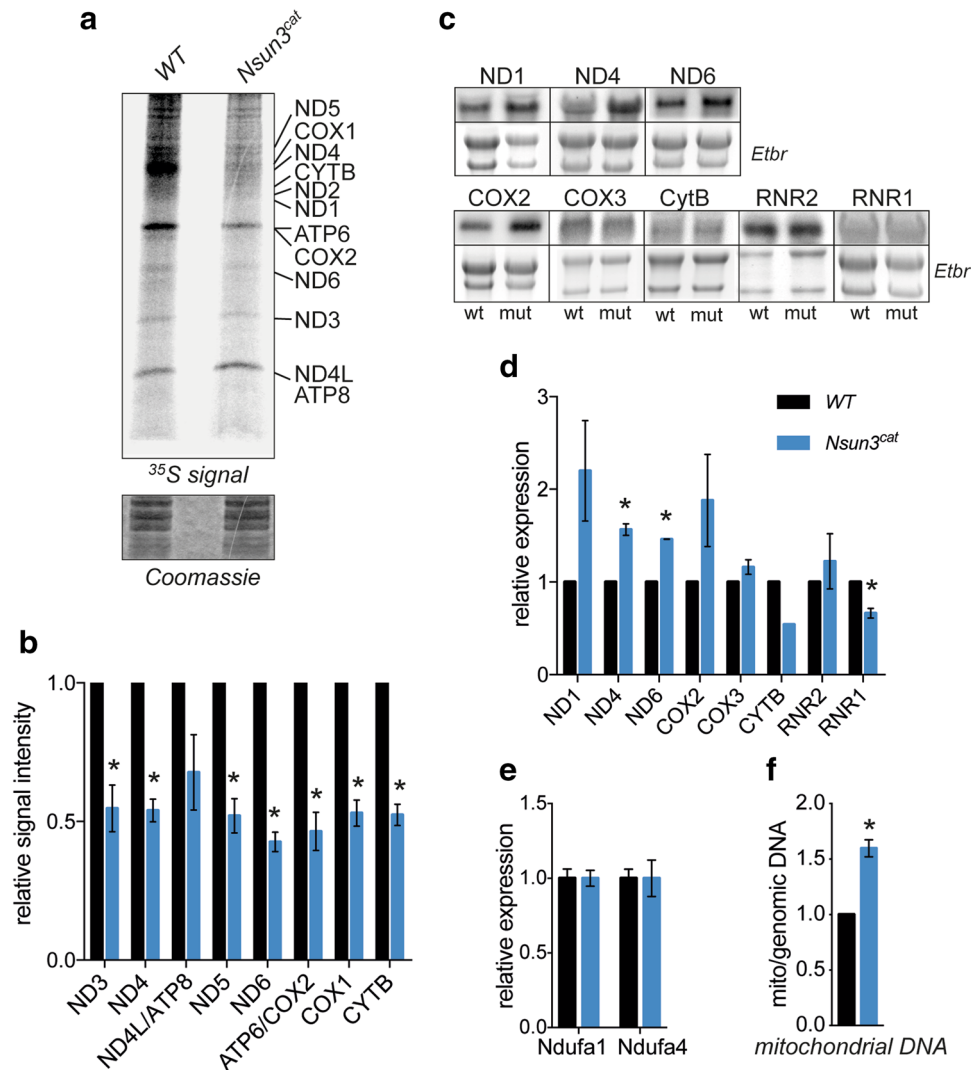 a
WT
Nsun3cat
ND5
COX1
ND4
CYTB
ND2
ND1
ATP6
COX2
ND6
ND3
ND4L
ATP8
35S signal
Coomassie
b
relative signal intensity
1.0
0.5
0.0
* * * * * * *
ND3
ND4
ND4L/ATP8
ND5
ND6
ATP6/COX2
COX1
CYTB
c
ND1 ND4 ND6
Etbr
COX2 COX3 CytB RNR2 RNR1
Etbr
wt mut wt mut wt mut wt mut wt mut
d
relative expression
3
2
1
0
WT
Nsun3cat
* * *
ND1
ND4
ND6
COX2
COX3
CYTB
RNR2
RNR1
e
relative expression
1.5
1.0
0.5
0.0
Ndufa1 Ndufa4
f
mito/genomic DNA
2.0
1.5
1.0
0.5
0.0
*
mitochondrial DNA